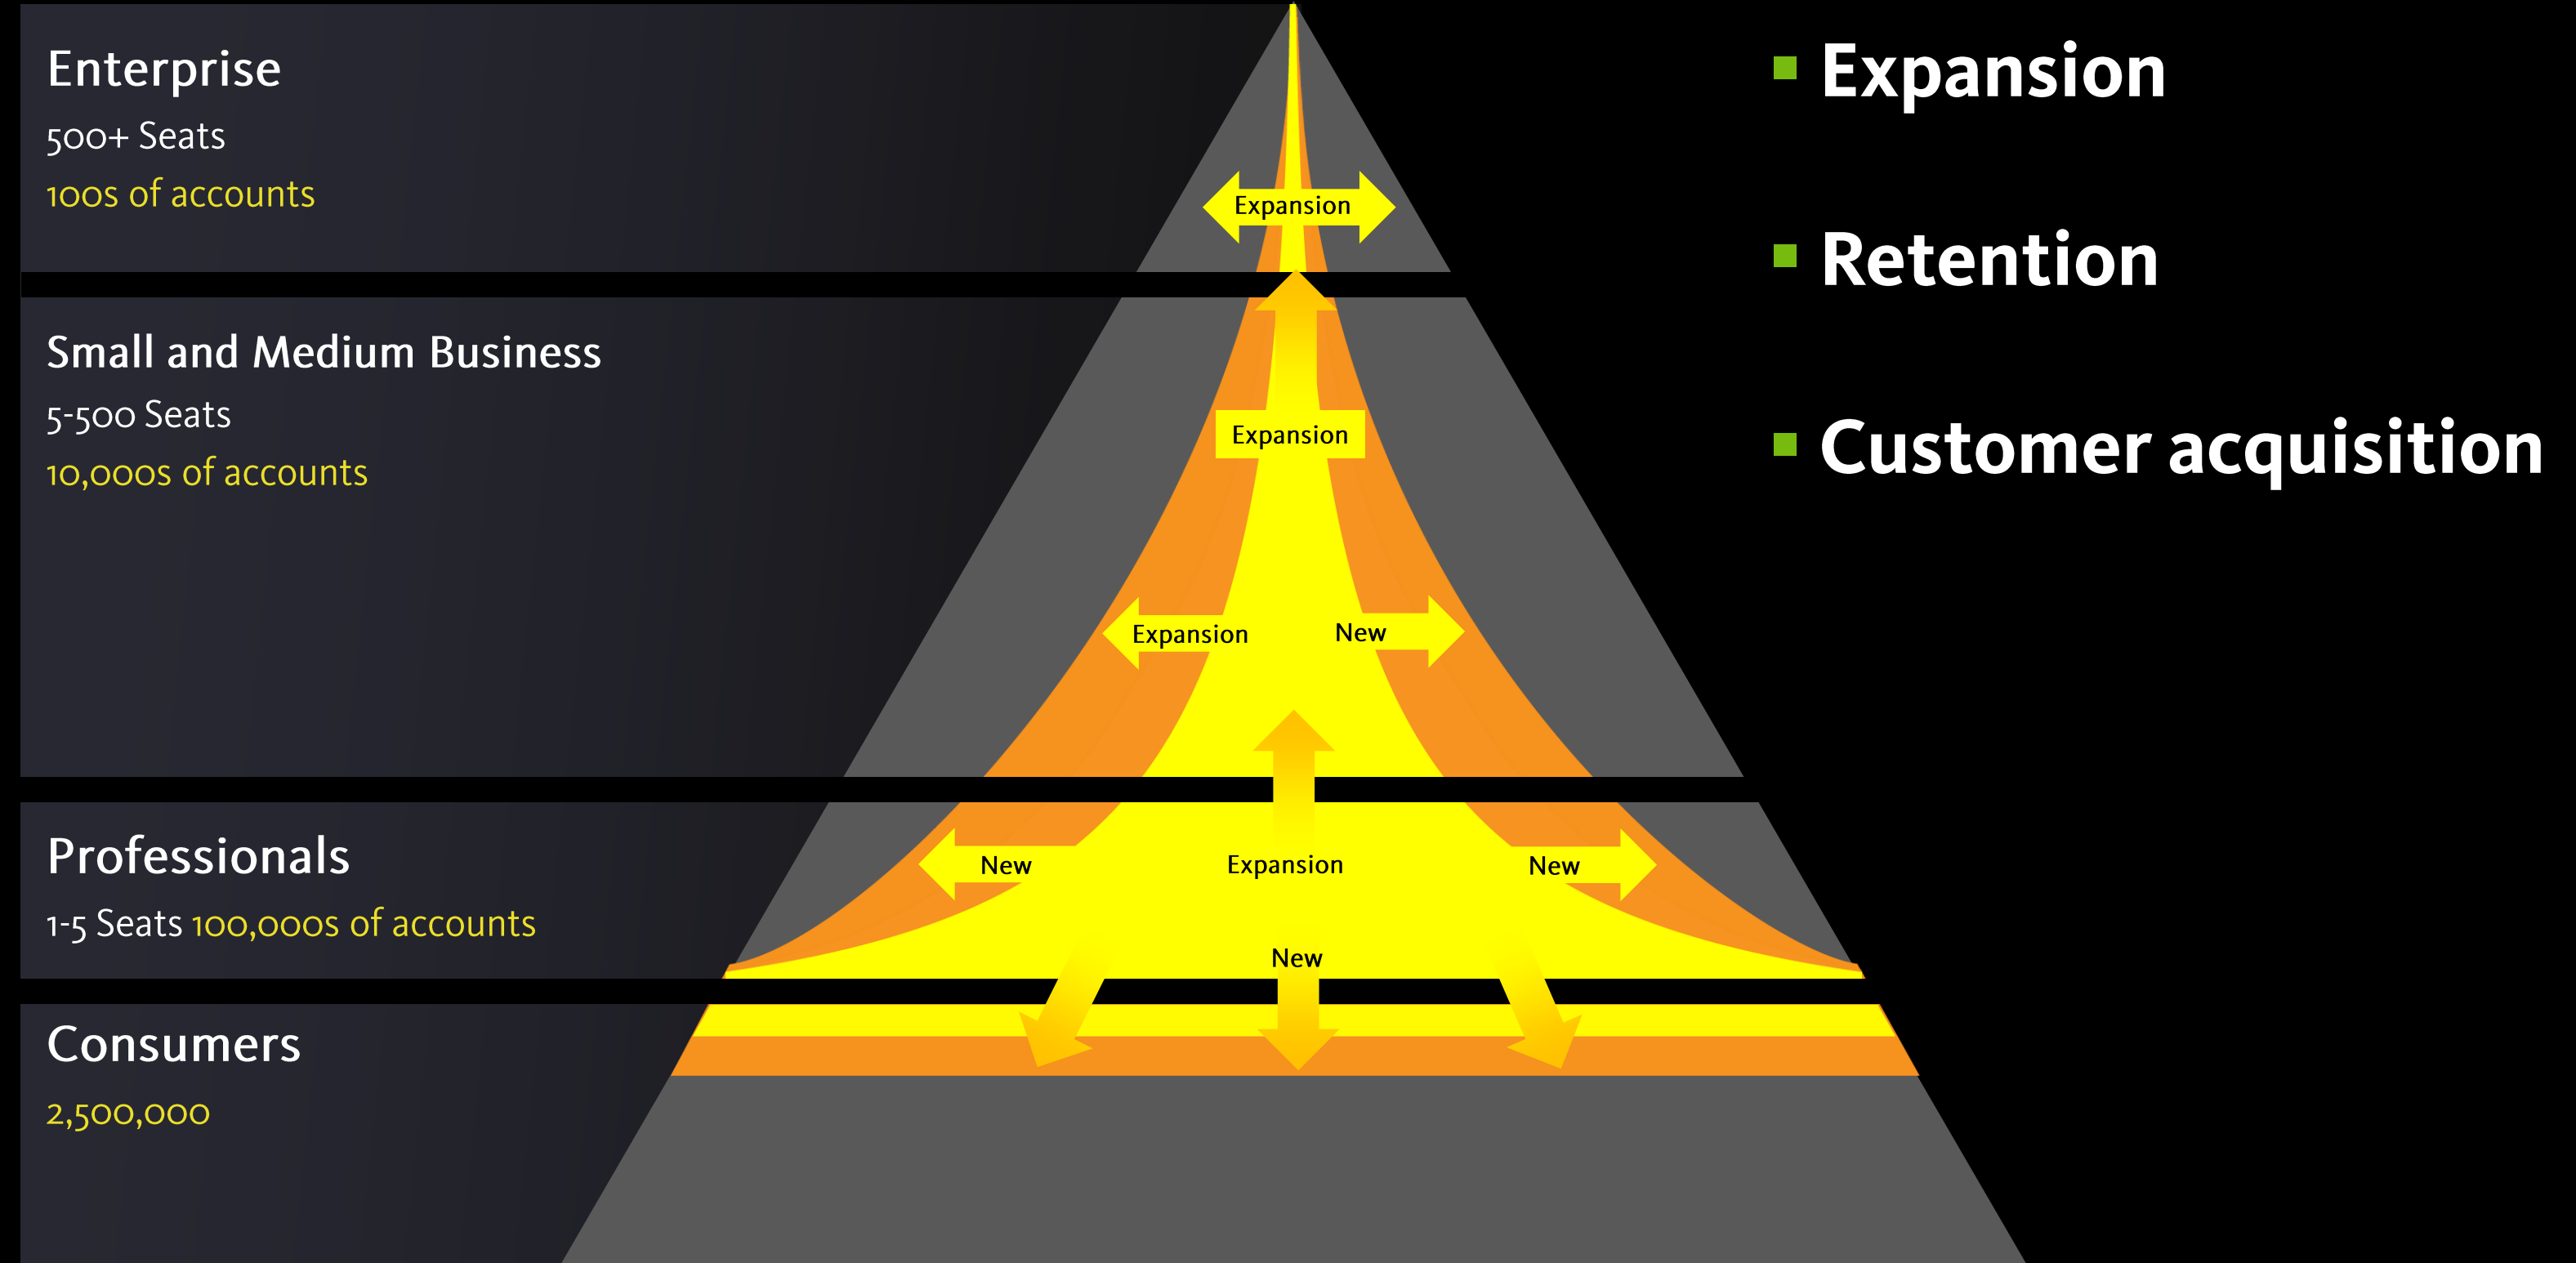 Enterprise
500+ Seats
100s of accounts
Small and Medium Business
5-500 Seats
10,000s of accounts
Professionals
1-5 Seats 100,000s of accounts
Consumers
2,500,000
Expansion
Expansion
Expansion
New
New
Expansion
New
New
Expansion
Retention
Customer acquisition